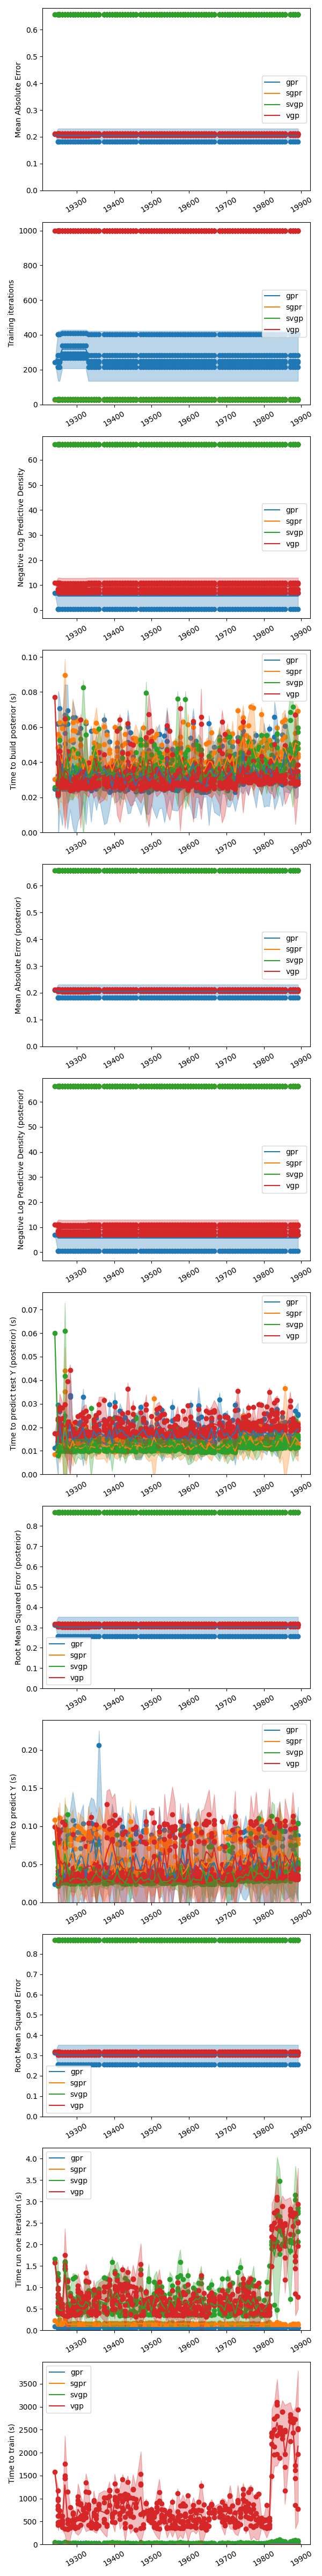 Mean Absolute Error
0.6
0.5
0.4
0.3
0.2
0.1
0.0
gpr
sgpr
svgp
vgp
19300 19400 19500 19600 19700 19800 19900
Training iterations
1000
800
600
400
200
0
gpr
sgpr
svgp
vgp
19300 19400 19500 19600 19700 19800 19900
Negative Log Predictive Density
60
50
40
30
20
10
0
gpr
sgpr
svgp
vgp
19300 19400 19500 19600 19700 19800 19900
Time to build posterior (s)
0.10
0.08
0.06
0.04
0.02
0.00
gpr
sgpr
svgp
vgp
19300 19400 19500 19600 19700 19800 19900
Mean Absolute Error (posterior)
0.6
0.5
0.4
0.3
0.2
0.1
0.0
gpr
sgpr
svgp
vgp
19300 19400 19500 19600 19700 19800 19900
Negative Log Predictive Density (posterior)
60
50
40
30
20
10
0
gpr
sgpr
svgp
vgp
19300 19400 19500 19600 19700 19800 19900
Time to predict test Y (posterior) (s)
0.07
0.06
0.05
0.04
0.03
0.02
0.01
0.00
gpr
sgpr
svgp
vgp
19300 19400 19500 19600 19700 19800 19900
Root Mean Squared Error (posterior)
0.8
0.7
0.6
0.5
0.4
0.3
0.2
0.1
0.0
gpr
sgpr
svgp
vgp
19300 19400 19500 19600 19700 19800 19900
Time to predict Y (s)
0.20
0.15
0.10
0.05
0.00
gpr
sgpr
svgp
vgp
19300 19400 19500 19600 19700 19800 19900
Root Mean Squared Error
0.8
0.7
0.6
0.5
0.4
0.3
0.2
0.1
0.0
gpr
sgpr
svgp
vgp
19300 19400 19500 19600 19700 19800 19900
Time run one iteration (s)
4.0
3.5
3.0
2.5
2.0
1.5
1.0
0.5
0.0
gpr
sgpr
svgp
vgp
19300 19400 19500 19600 19700 19800 19900
Time to train (s)
3500
3000
2500
2000
1500
1000
500
0
gpr
sgpr
svgp
vgp
19300 19400 19500 19600 19700 19800 19900